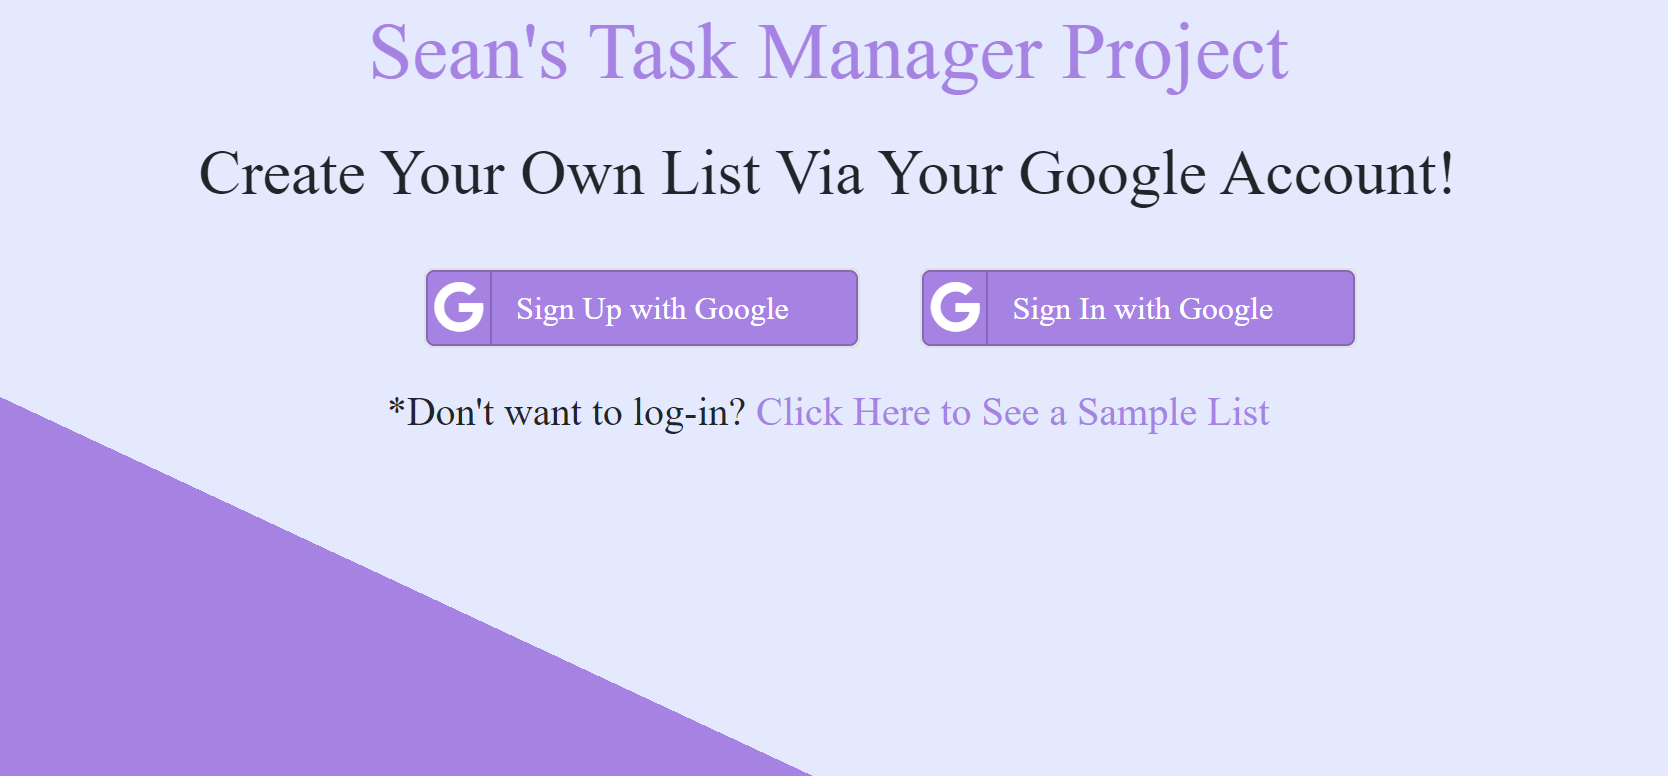 Sean's Task Manager Project
Create Your Own List Via Your Google Account!
G Sign Up with Google
G Sign In with Google
*Don't want to log-in? Click Here to See a Sample List